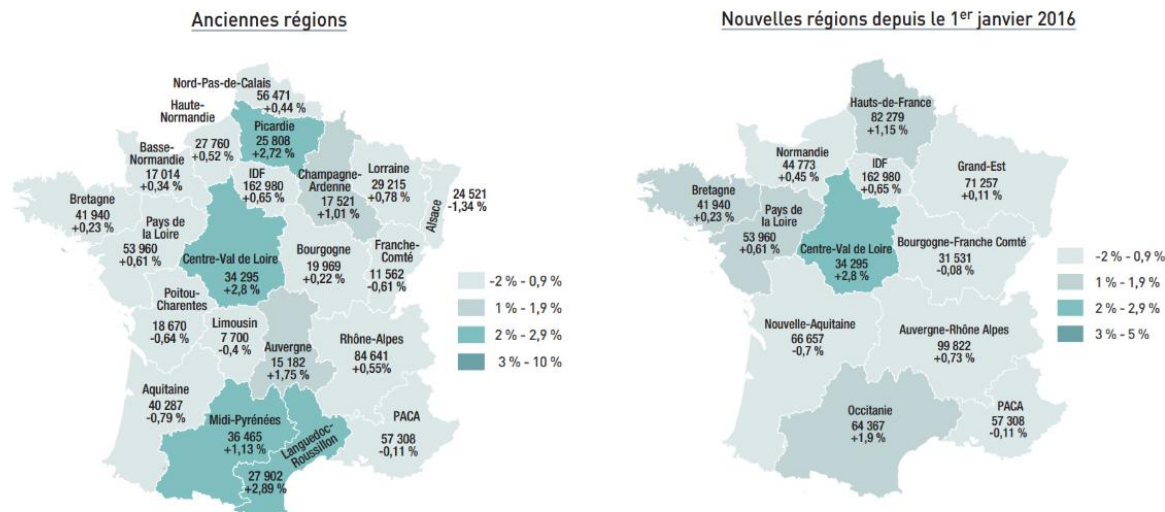 Anciennes régions
Nord-Pas-de-Calais
56 471
+0,44 %
Haute-
Normandie
27 760
+0,52 %
Picardie
25 808
+2,72 %
Basse-
Normandie
17 014
+0,34 %
IDF
162 980
+0,65 %
Champagne-
Ardenne
17 521
+1,01 %
Lorraine
29 215
+0,78 %
Alsace
24 521
-1,34 %
Bretagne
41 940
+0,23 %
Pays de
la Loire
53 960
+0,61 %
Centre-Val de Loire
34 295
+2,8 %
Bourgogne
19 969
+0,22 %
Franche-
Comté
11 562
-0,61 %
Poitou-
Charentes
18 670
-0,64 %
Limousin
7 700
-0,4 %
Auvergne
15 182
+1,75 %
Rhône-Alpes
84 641
+0,55%
Aquitaine
40 287
-0,79 %
Midi-Pyrénées
36 465
+1,13 %
Languedoc-
Roussillon
27 902
+2,89 %
PACA
57 308
-0,11 %
-2 % - 0,9 %
1 % - 1,9 %
2 % - 2,9 %
3 % - 10 %
Nouvelles régions depuis le 1er janvier 2016
Hauts-de-France
82 279
+1,15 %
Normandie
44 773
+0,45 %
IDF
162 980
+0,65 %
Grand-Est
71 257
+0,11 %
Bretagne
41 940
+0,23 %
Pays de
la Loire
53 960
+0,61 %
Centre-Val de Loire
34 295
+2,8 %
Bourgogne-Franche Comté
31 531
-0,08 %
Nouvelle-Aquitaine
66 657
-0,7 %
Auvergne-Rhône Alpes
99 822
+0,73 %
Occitanie
64 367
+1,9 %
PACA
57 308
-0,11 %
-2 % - 0,9 %
1 % - 1,9 %
2 % - 2,9 %
3 % - 5 %